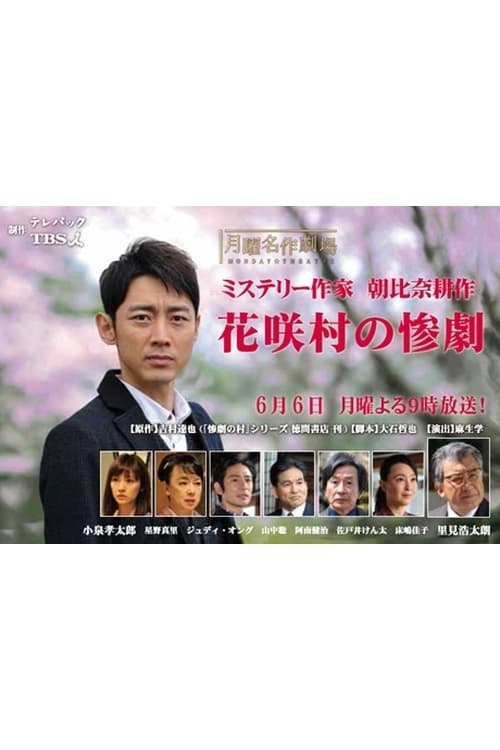 制作 テレパック
TBS
月曜名作劇場
MONDAY THEATER
ミステリー作家 朝比奈耕作
花咲村の惨劇
6月6日 月曜よる9時放送!
【原作】吉村達也(「惨劇の村」シリーズ 徳間書店 刊)【脚本】大石哲也 【演出】麻生学
小泉孝太郎 星野真里 ジュディ・オング 山中聡 阿南健治 佐戸井けん太 床嶋佳子 里見浩太朗